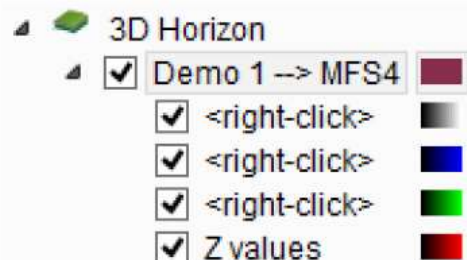 3D Horizon
Demo 1 --> MFS4
<right-click>
<right-click>
<right-click>
Z values